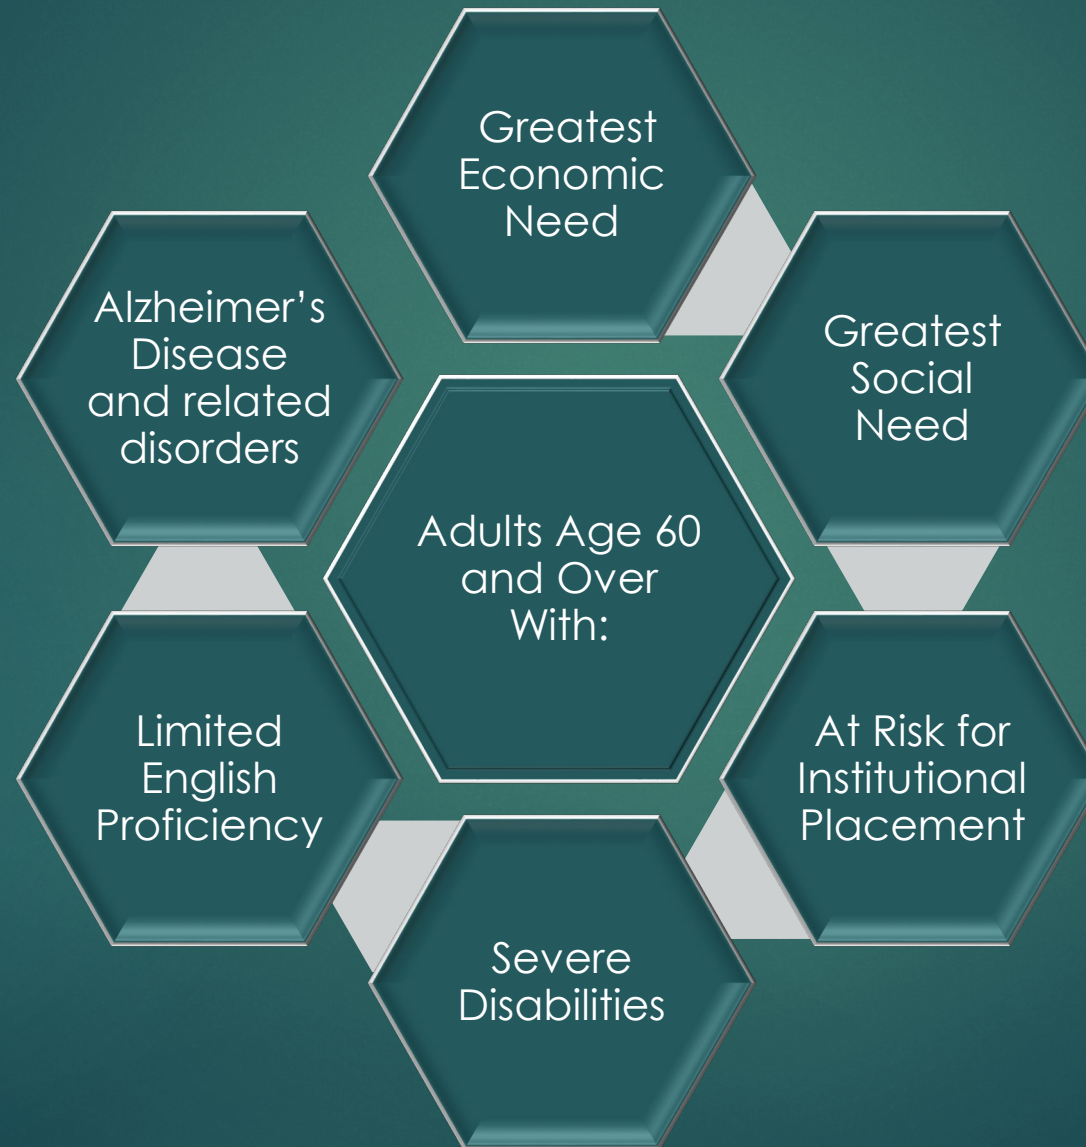 Greatest
Economic
Need
Greatest
Social
Need
At Risk for
Institutional
Placement
Severe
Disabilities
Limited
English
Proficiency
Alzheimer’s
Disease
and related
disorders
Adults Age 60
and Over
With: